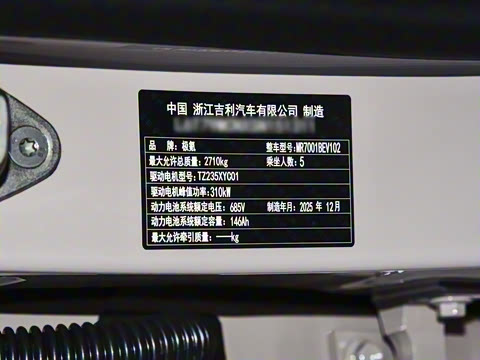 中国 浙江吉利汽车有限公司 制造
品 牌：极氪 整车型号：MR7001BEV102
最大允许总质量：2710kg 乘坐人数：5
驱动电机型号：TZ235XYC01
驱动电机峰值功率：310kW
动力电池系统额定电压：685V 制造年月：2025 年 12月
动力电池系统额定容量：146Ah
最大允许牵引质量：——kg